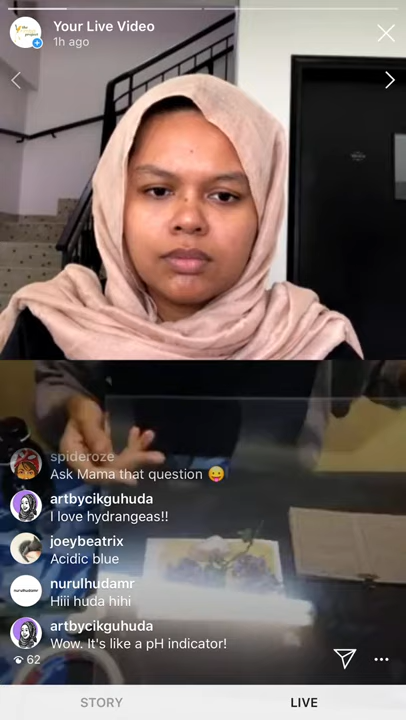 Your Live Video
1h ago
spideroze
Ask Mama that question 😜
artbycikguhuda
I love hydrangeas!!
joeybeatrix
Acidic blue
nurulhudamr
Hiii huda hihi
artbycikguhuda
Wow. It's like a pH indicator!
62
STORY
LIVE